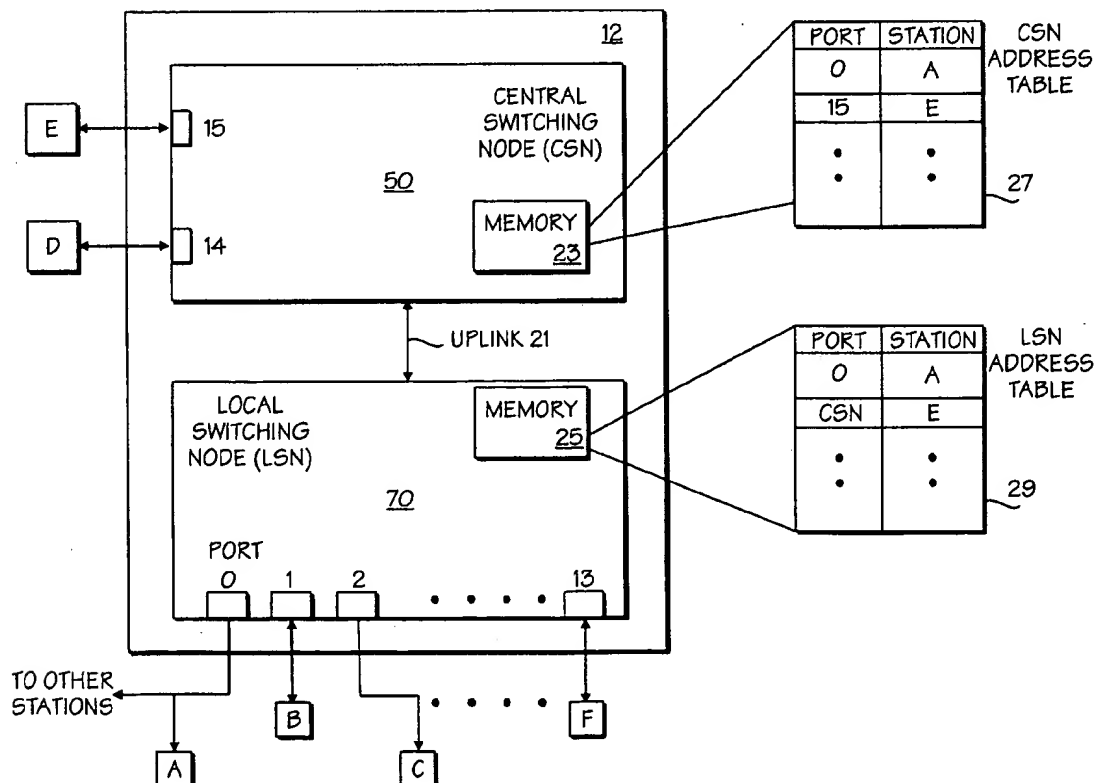 12
CENTRAL
SWITCHING
NODE (CSN)
E
15
50
MEMORY
23
D
14
PORT STATION
0 A
15 E
CSN
ADDRESS
TABLE
27
UPLINK 21
LOCAL
SWITCHING
NODE (LSN)
MEMORY
25
70
PORT STATION
0 A
CSN E
LSN
ADDRESS
TABLE
29
PORT
0 1 2 13
TO OTHER
STATIONS
B F
A C